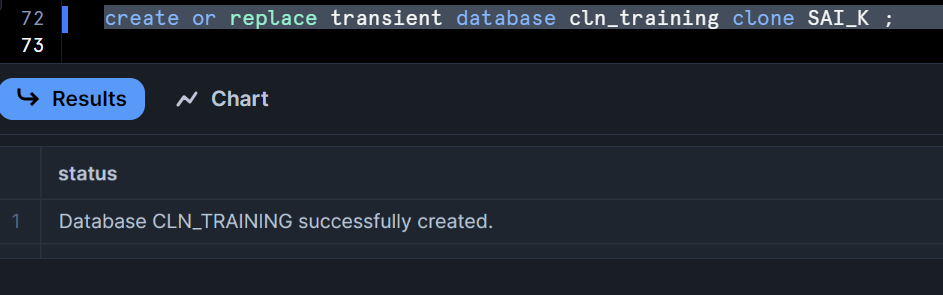 72 create or replace transient database cln_training clone SAI_K ;
73
Results Chart
status
1 Database CLN_TRAINING successfully created.